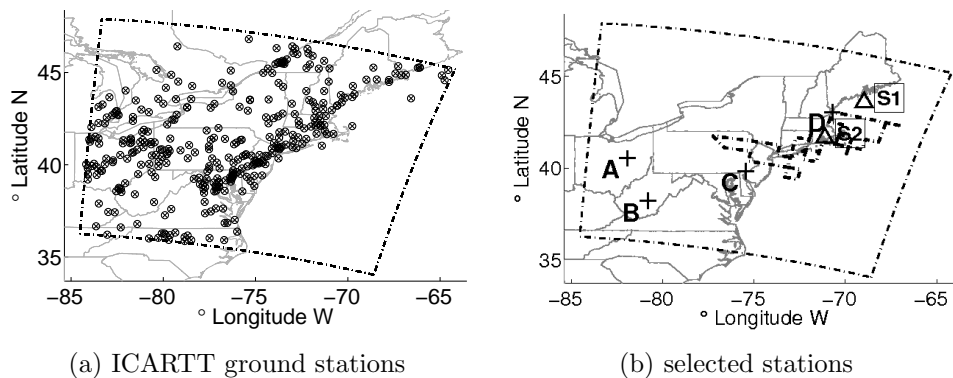 45
40
35
° Latitude N
−85 −80 −75 −70 −65
° Longitude W
(a) ICARTT ground stations
45
40
35
° Latitude N
S1
D
S2
A
C
B
−85 −80 −75 −70 −65
° Longitude W
(b) selected stations